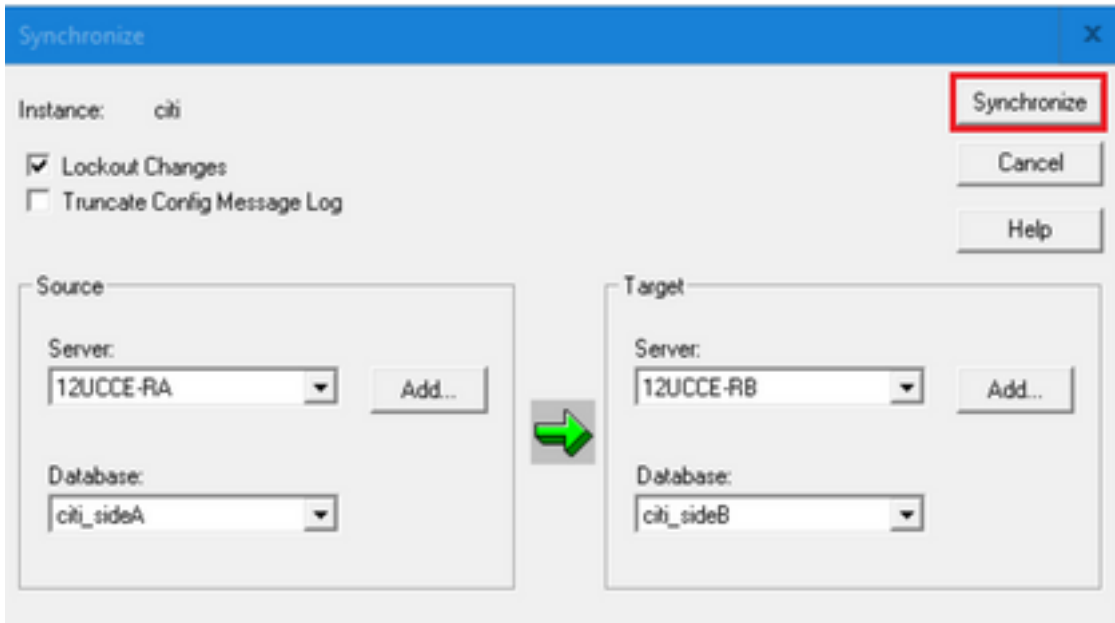 Synchronize
x
Instance: citi
Synchronize
Lockout Changes
Cancel
Truncate Config Message Log
Help
Source
Server:
12UCCE-RA
Add...
Database:
citi_sideA
Target
Server:
12UCCE-RB
Add...
Database:
citi_sideB